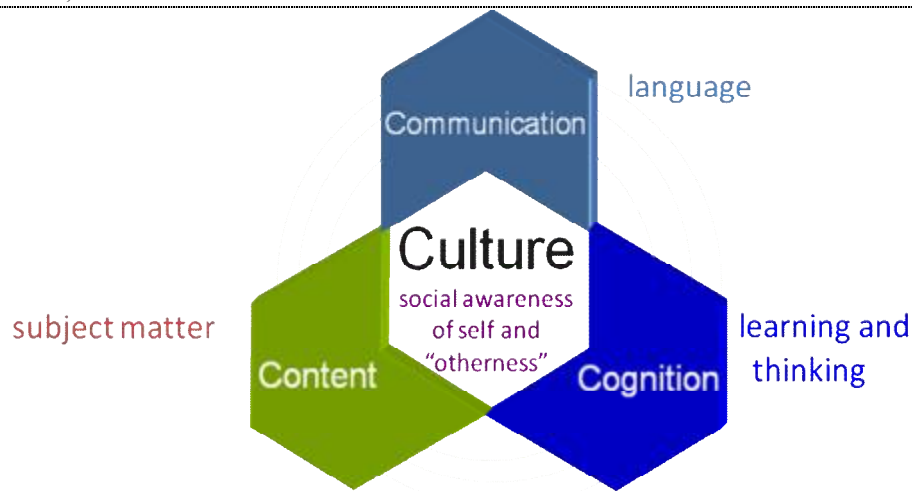 language
Communication
Culture
social awareness
of self and
“otherness”
subject matter
Content
learning and
thinking
Cognition